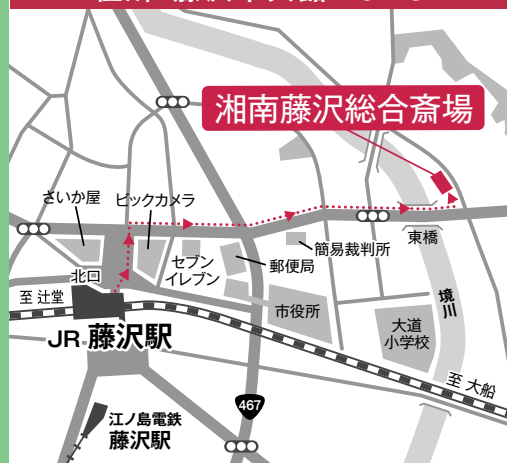 湘南藤沢総合斎場
さいか屋
ビックカメラ
簡易裁判所
東橋
セブン
イレブン
郵便局
北口
至 辻堂
市役所
境川
大道
小学校
JR 藤沢駅
至 大船
467
江ノ島電鉄
藤沢駅